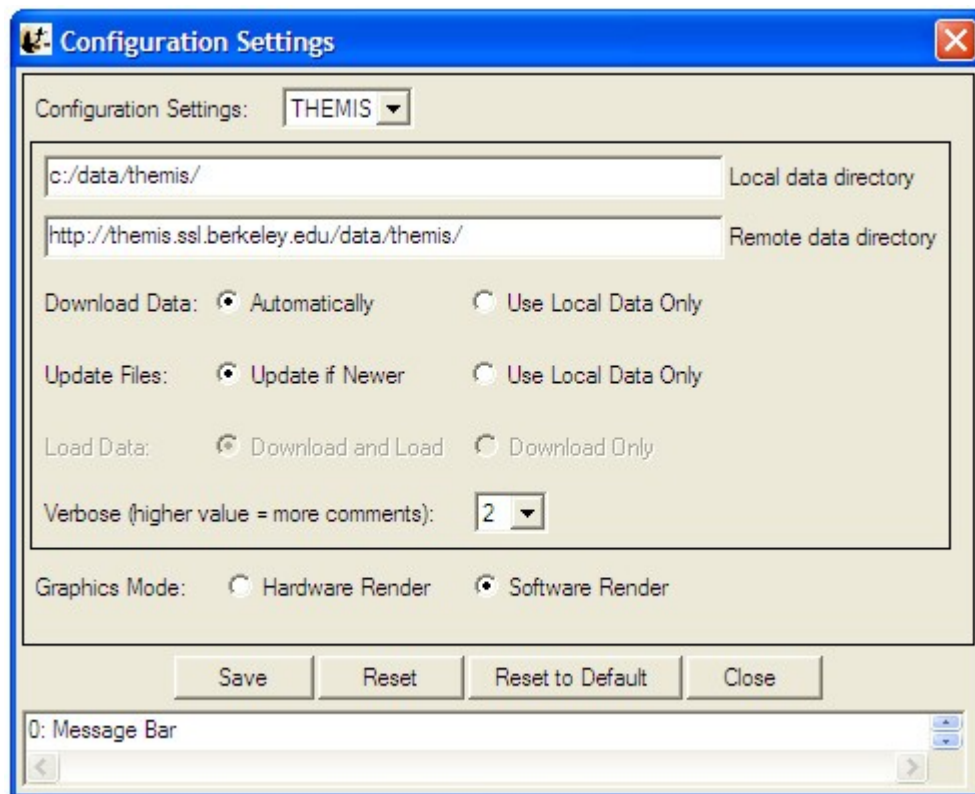 Configuration Settings
Configuration Settings: THEMIS
c:/data/themis/ Local data directory
http://themis.ssl.berkeley.edu/data/themis/ Remote data directory
Download Data: Automatically Use Local Data Only
Update Files: Update if Newer Use Local Data Only
Load Data: Download and Load Download Only
Verbose (higher value = more comments): 2
Graphics Mode: Hardware Render Software Render
Save Reset Reset to Default Close
0: Message Bar